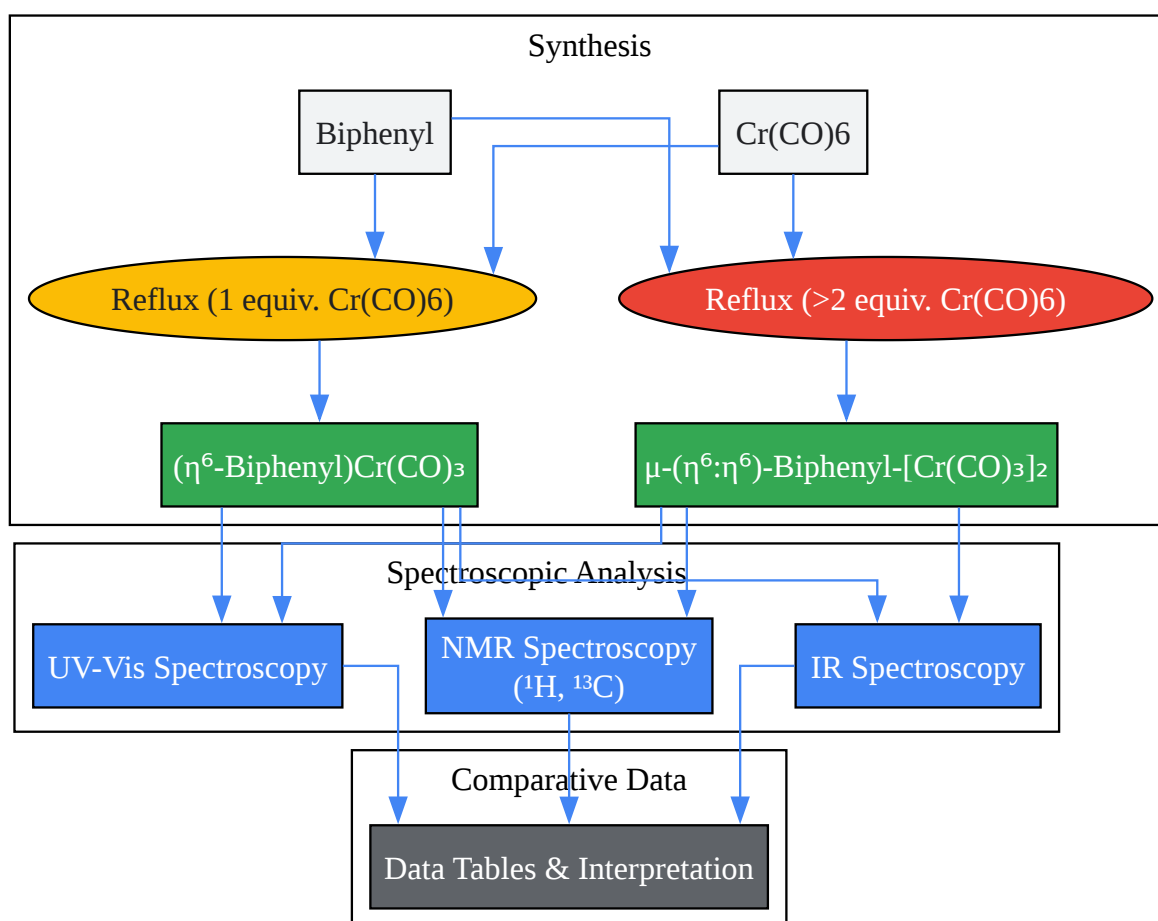 Synthesis
Biphenyl
Cr(CO)6
Reflux (1 equiv. Cr(CO)6)
Reflux (>2 equiv. Cr(CO)6)
(η⁶-Biphenyl)Cr(CO)₃
μ-(η⁶:η⁶)-Biphenyl-[Cr(CO)₃]₂
Spectroscopic Analysis
UV-Vis Spectroscopy
NMR Spectroscopy
(¹H, ¹³C)
IR Spectroscopy
Comparative Data
Data Tables & Interpretation